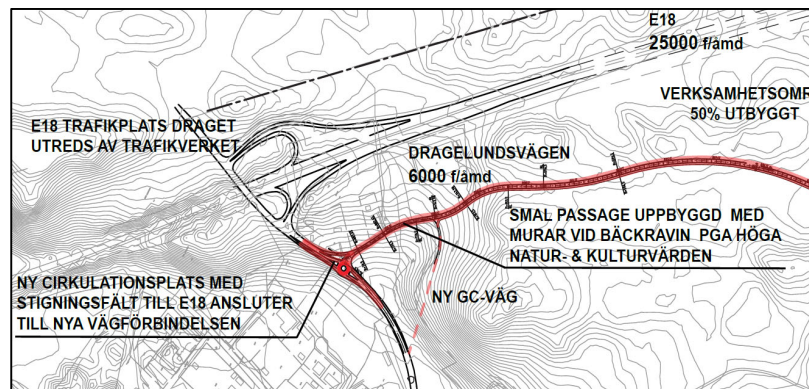 E18
25000 f/åmd
VERKSAMHETSOMR
50% UTBYGGT
E18 TRAFIKPLATS DRAGET
UTREDS AV TRAFIKVERKET
DRAGELUNDSVÄGEN
6000 f/åmd
SMAL PASSAGE UPPBYGGD MED
MURAR VID BÄCKRAVIN PGA HÖGA
NATUR- & KULTURVÄRDEN
NY CIRKULATIONSPLATS MED
STIGNINGSFÄLT TILL E18 ANSLUTER
TILL NYA VÄGFÖRBINDELSEN
NY GC-VÄG